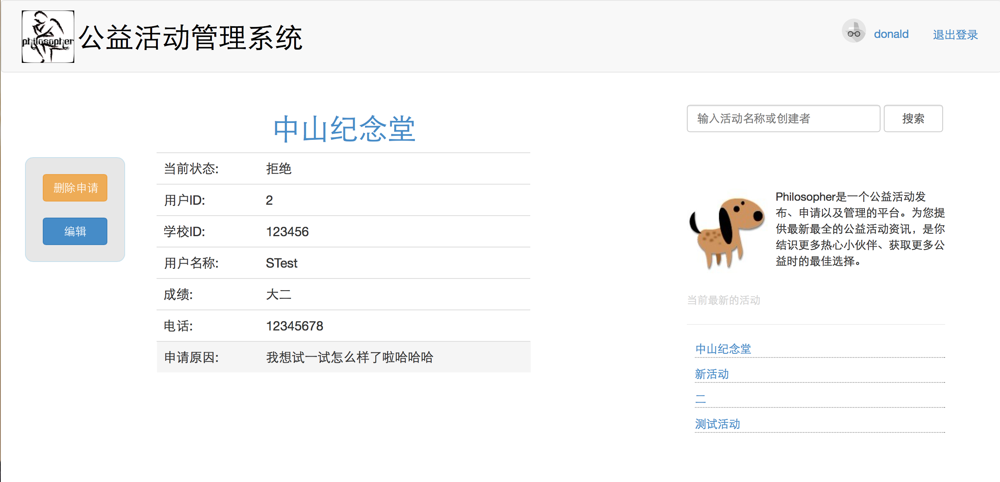 philosopher
公益活动管理系统
donald
退出登录
中山纪念堂
输入活动名称或创建者
搜索
删除申请
编辑
当前状态: 拒绝
用户ID: 2
学校ID: 123456
用户名称: STest
成绩: 大二
电话: 12345678
申请原因: 我想试一试怎么样了啦哈哈哈
Philosopher是一个公益活动发
布、申请以及管理的平台。为您提
供最新最全的公益活动资讯，是你
结识更多热心小伙伴、获取更多公
益时的最佳选择。
当前最新的活动
中山纪念堂
新活动
二
测试活动